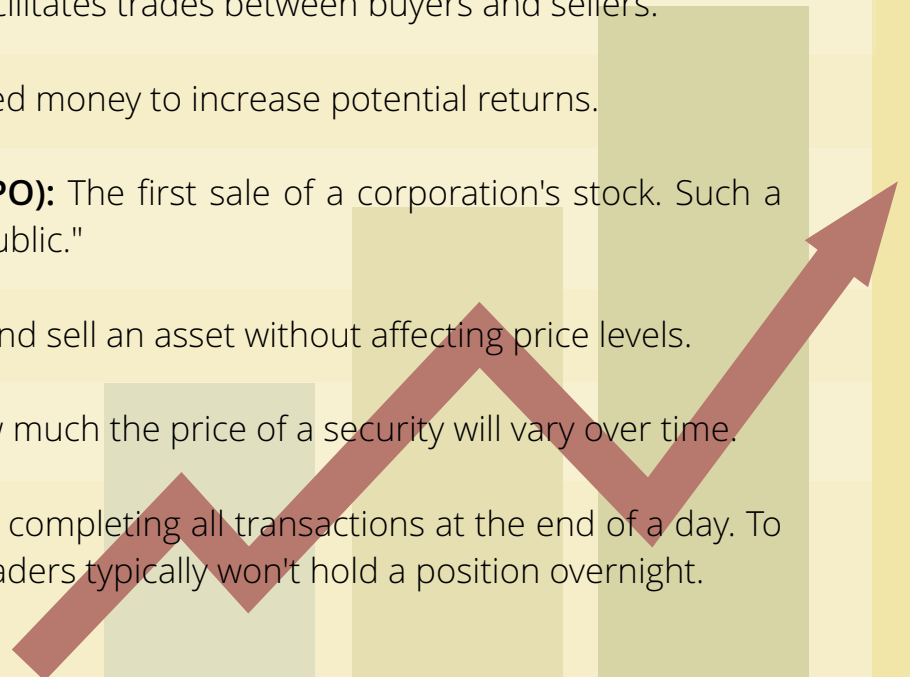 cilitates trades between buyers and sellers.
ed money to increase potential returns.
PO): The first sale of a corporation's stock. Such a
ublic."
nd sell an asset without affecting price levels.
w much the price of a security will vary over time.
completing all transactions at the end of a day. To
aders typically won't hold a position overnight.